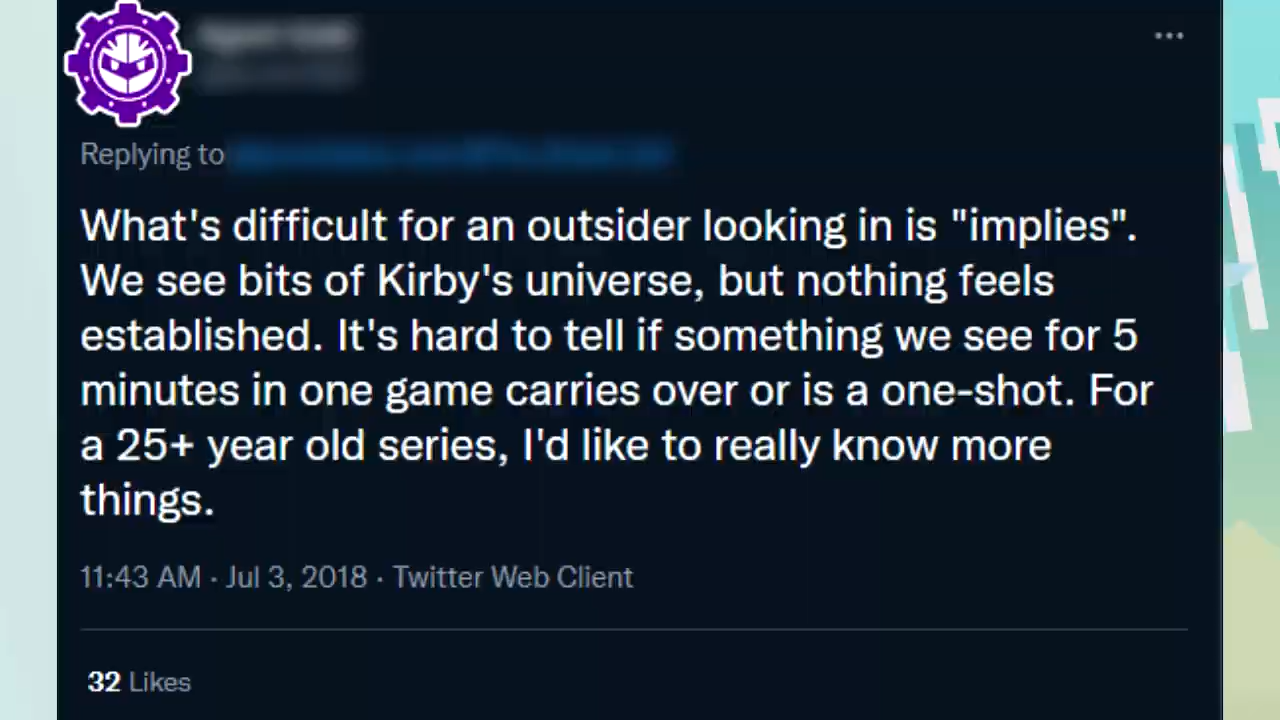 Replying to
What's difficult for an outsider looking in is "implies".
We see bits of Kirby's universe, but nothing feels
established. It's hard to tell if something we see for 5
minutes in one game carries over or is a one-shot. For
a 25+ year old series, I'd like to really know more
things.
11:43 AM · Jul 3, 2018 · Twitter Web Client
32 Likes